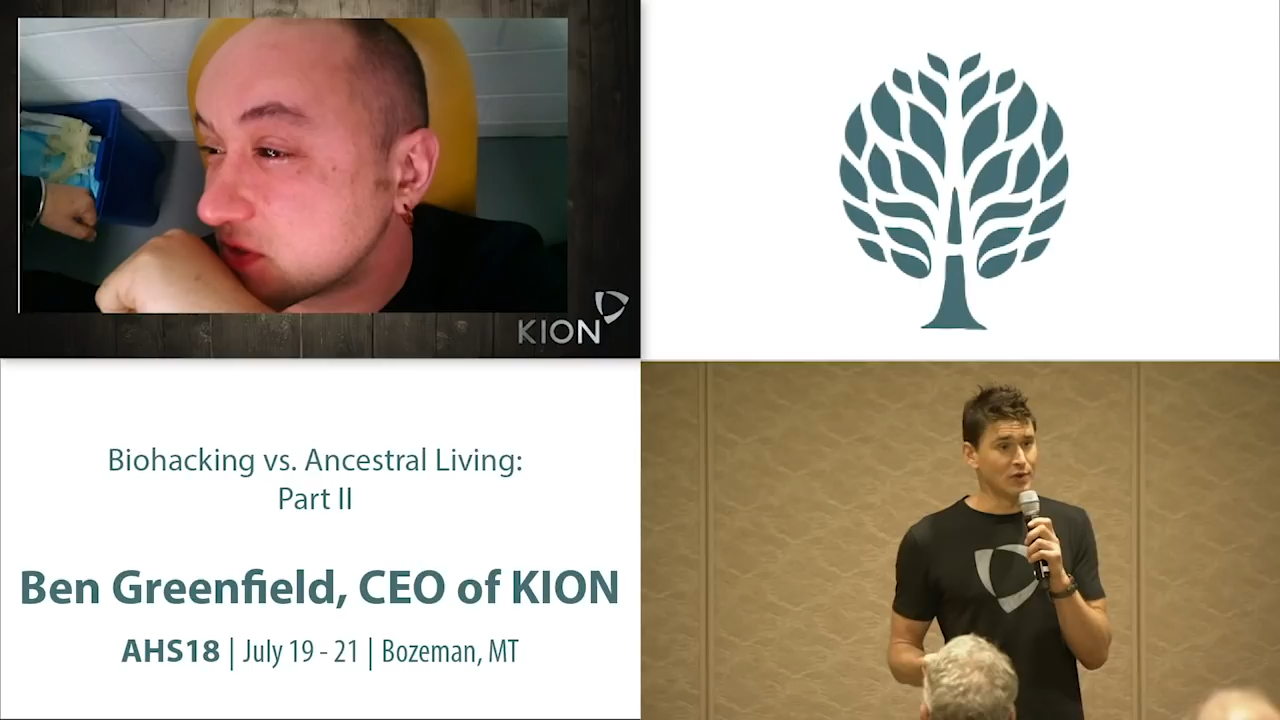 KION
Biohacking vs. Ancestral Living:
Part II
Ben Greenfield, CEO of KION
AHS18 | July 19 - 21 | Bozeman, MT